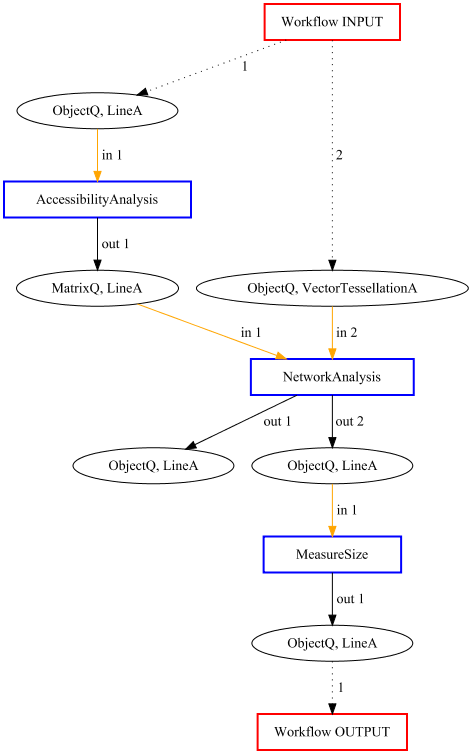 Workflow INPUT
1
ObjectQ, LineA
2
in 1
AccessibilityAnalysis
out 1
MatrixQ, LineA
ObjectQ, VectorTessellationA
in 1
in 2
NetworkAnalysis
out 1
out 2
ObjectQ, LineA
ObjectQ, LineA
in 1
MeasureSize
out 1
ObjectQ, LineA
1
Workflow OUTPUT